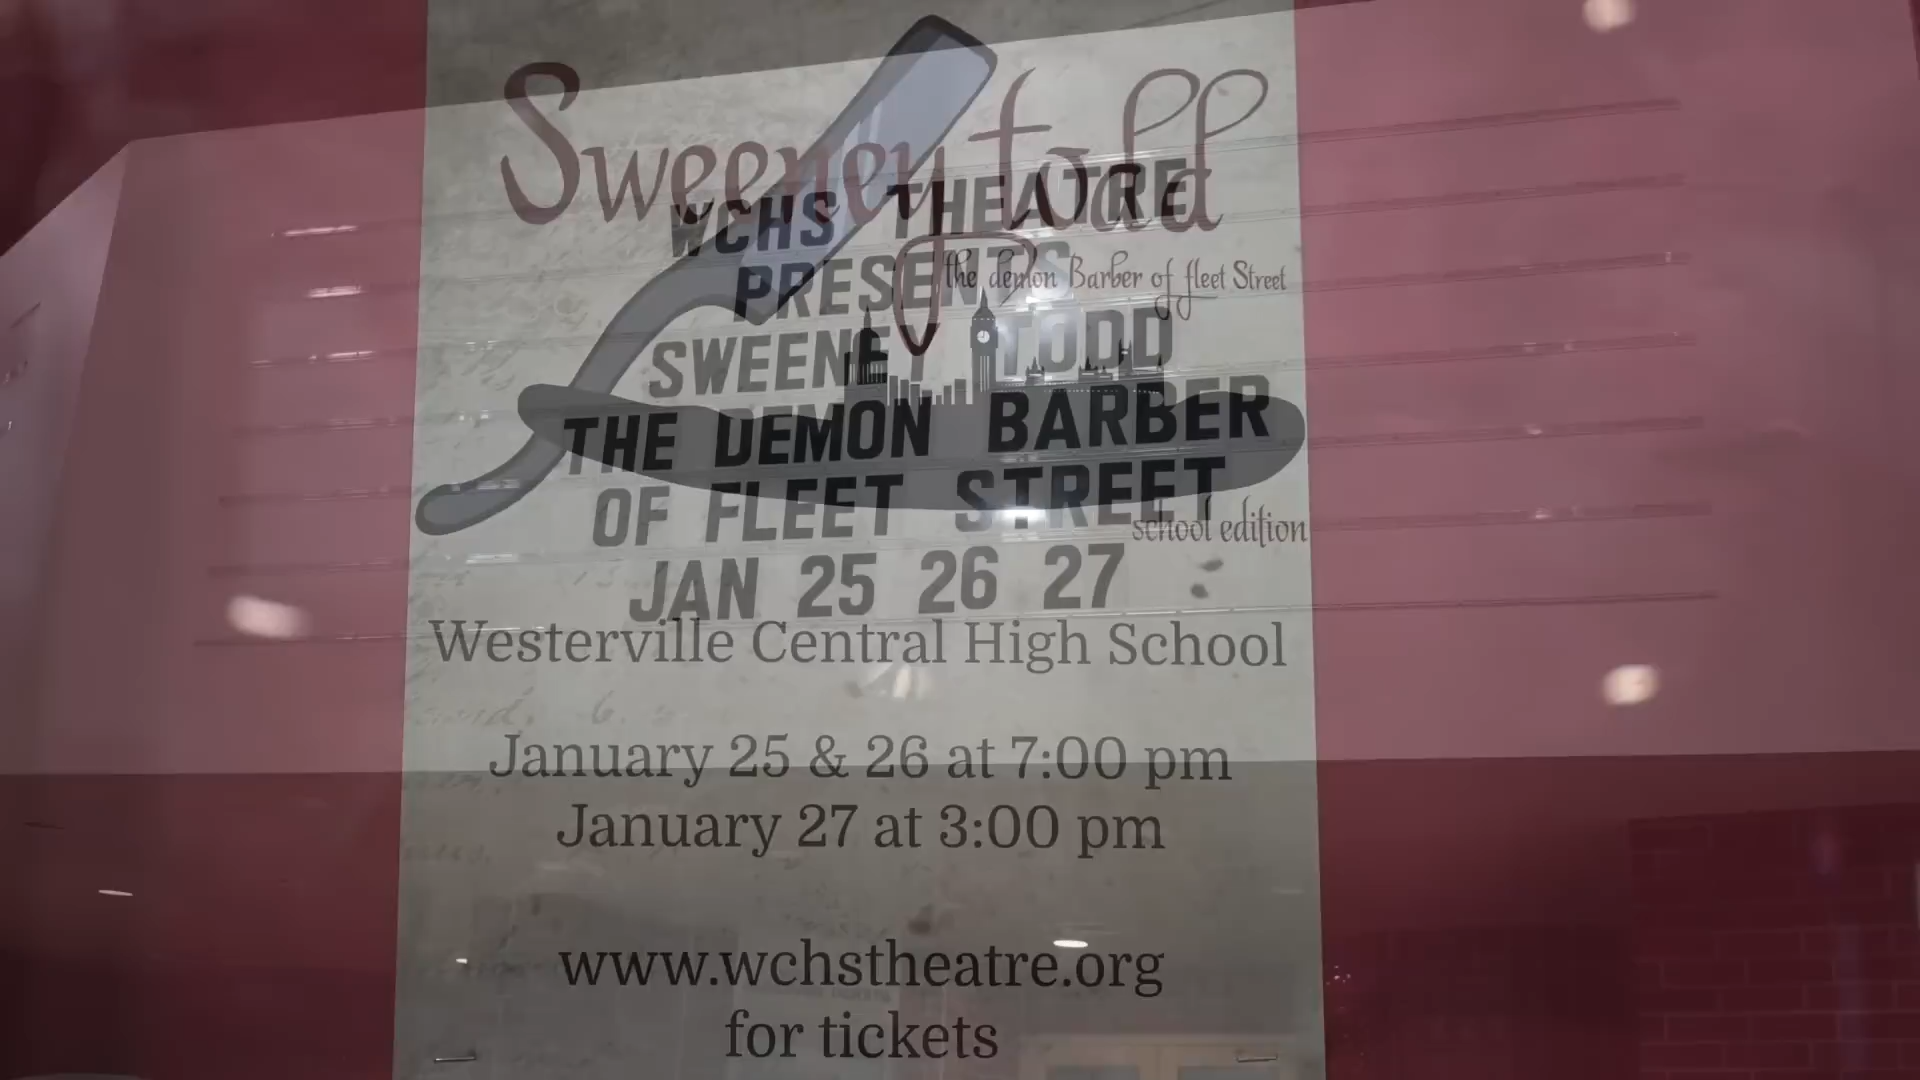 Sweeney todd
WCHS THEATRE
PRESENTS
the demon Barber of fleet Street
SWEENEY TODD
THE DEMON BARBER
OF FLEET STREET
school edition
JAN 25 26 27
Westerville Central High School
January 25 & 26 at 7:00 pm
January 27 at 3:00 pm
www.wchstheatre.org
for tickets